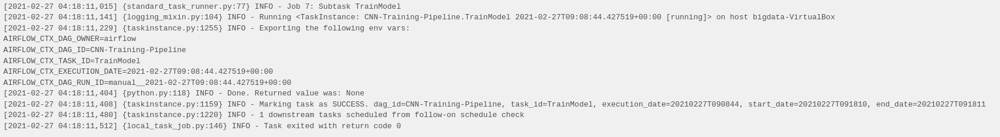 [2021-02-27 04:18:11,015] {standard_task_runner.py:77} INFO - Job 7: Subtask TrainModel
[2021-02-27 04:18:11,141] {logging_mixin.py:104} INFO - Running <TaskInstance: CNN-Training-Pipeline.TrainModel 2021-02-27T09:08:44.427519+00:00 [running]> on host bigdata-VirtualBox
[2021-02-27 04:18:11,229] {taskinstance.py:1255} INFO - Exporting the following env vars:
AIRFLOW_CTX_DAG_OWNER=airflow
AIRFLOW_CTX_DAG_ID=CNN-Training-Pipeline
AIRFLOW_CTX_TASK_ID=TrainModel
AIRFLOW_CTX_EXECUTION_DATE=2021-02-27T09:08:44.427519+00:00
AIRFLOW_CTX_DAG_RUN_ID=manual__2021-02-27T09:08:44.427519+00:00
[2021-02-27 04:18:11,404] {python.py:118} INFO - Done. Returned value was: None
[2021-02-27 04:18:11,408] {taskinstance.py:1159} INFO - Marking task as SUCCESS. dag_id=CNN-Training-Pipeline, task_id=TrainModel, execution_date=20210227T090844, start_date=20210227T091810, end_date=20210227T091811
[2021-02-27 04:18:11,480] {taskinstance.py:1220} INFO - 1 downstream tasks scheduled from follow-on schedule check
[2021-02-27 04:18:11,512] {local_task_job.py:146} INFO - Task exited with return code 0